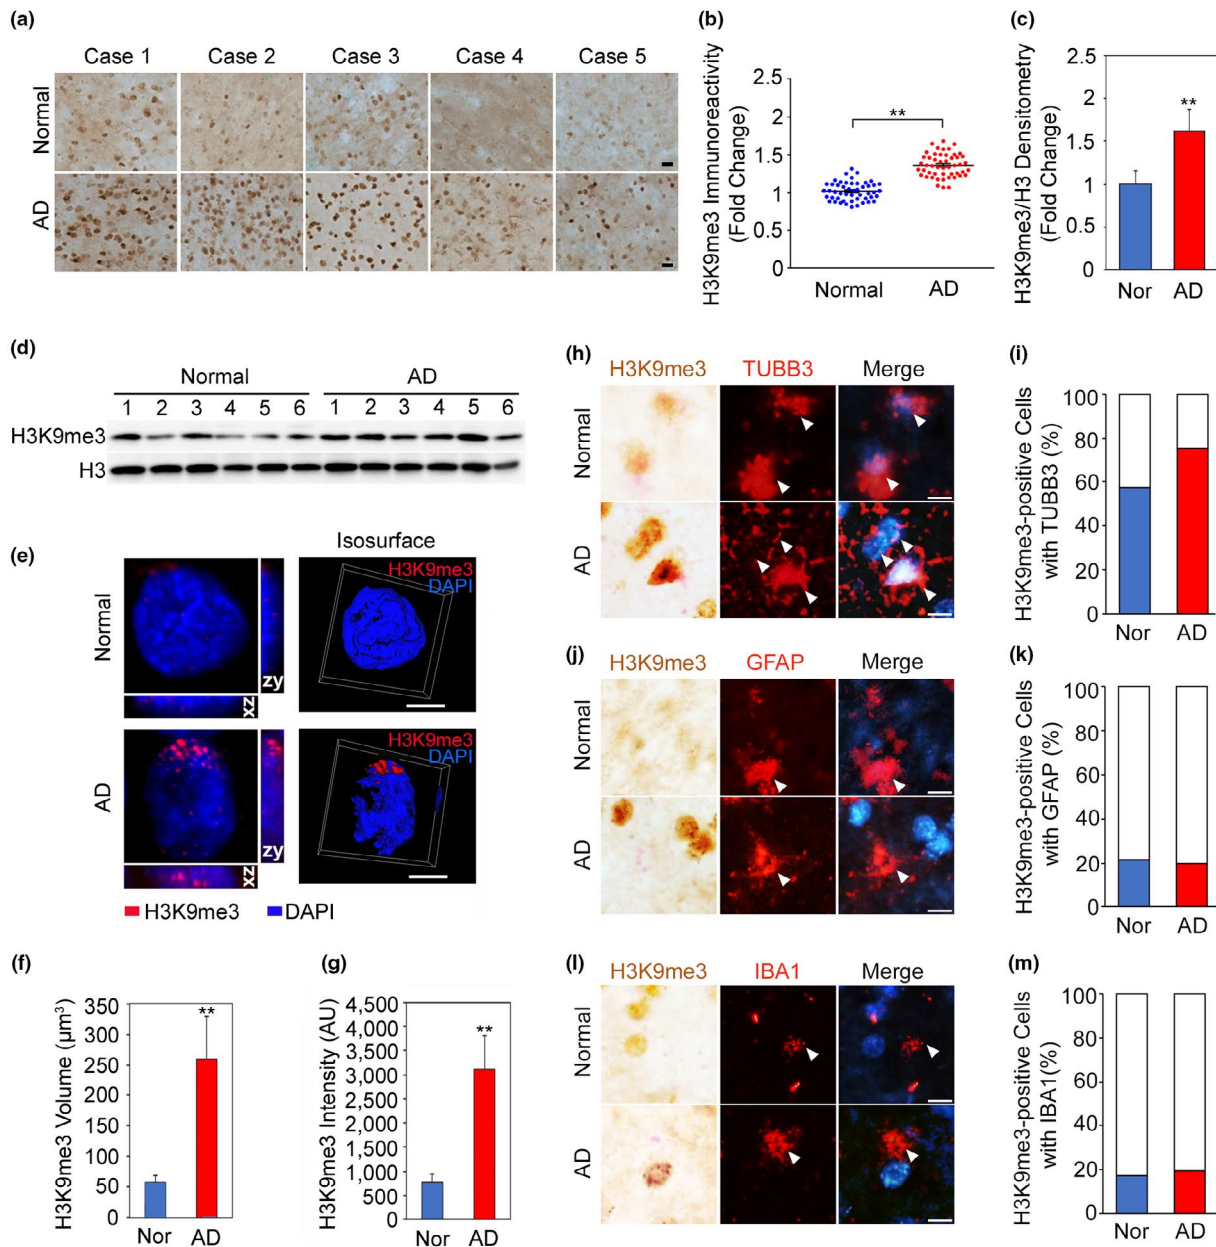 (a)
Case 1 Case 2 Case 3 Case 4 Case 5
Normal
AD
(b)
H3K9me3 Immunoreactivity
(Fold Change)
2.5
2
1.5
1
0.5
0
**
Normal AD
(c)
H3K9me3/H3 Densitometry
(Fold Change)
2.5
2
1.5
1
0.5
0
**
Nor AD
(d)
Normal AD
1 2 3 4 5 6 1 2 3 4 5 6
H3K9me3
H3
(e)
Isosurface
Normal
zy
xz
H3K9me3
DAPI
AD
zy
xz
H3K9me3
DAPI
H3K9me3 DAPI
(f)
H3K9me3 Volume (µm³)
350
300
250
200
150
100
50
0
**
Nor AD
(g)
H3K9me3 Intensity (AU)
4,500
4,000
3,500
3,000
2,500
2,000
1,500
1,000
500
0
**
Nor AD
(h)
H3K9me3 TUBB3 Merge
Normal
AD
(i)
H3K9me3-positive Cells
with TUBB3 (%)
100
80
60
40
20
0
Nor AD
(j)
H3K9me3 GFAP Merge
Normal
AD
(k)
H3K9me3-positive Cells
with GFAP (%)
100
80
60
40
20
0
Nor AD
(l)
H3K9me3 IBA1 Merge
Normal
AD
(m)
H3K9me3-positive Cells
with IBA1(%)
100
80
60
40
20
0
Nor AD